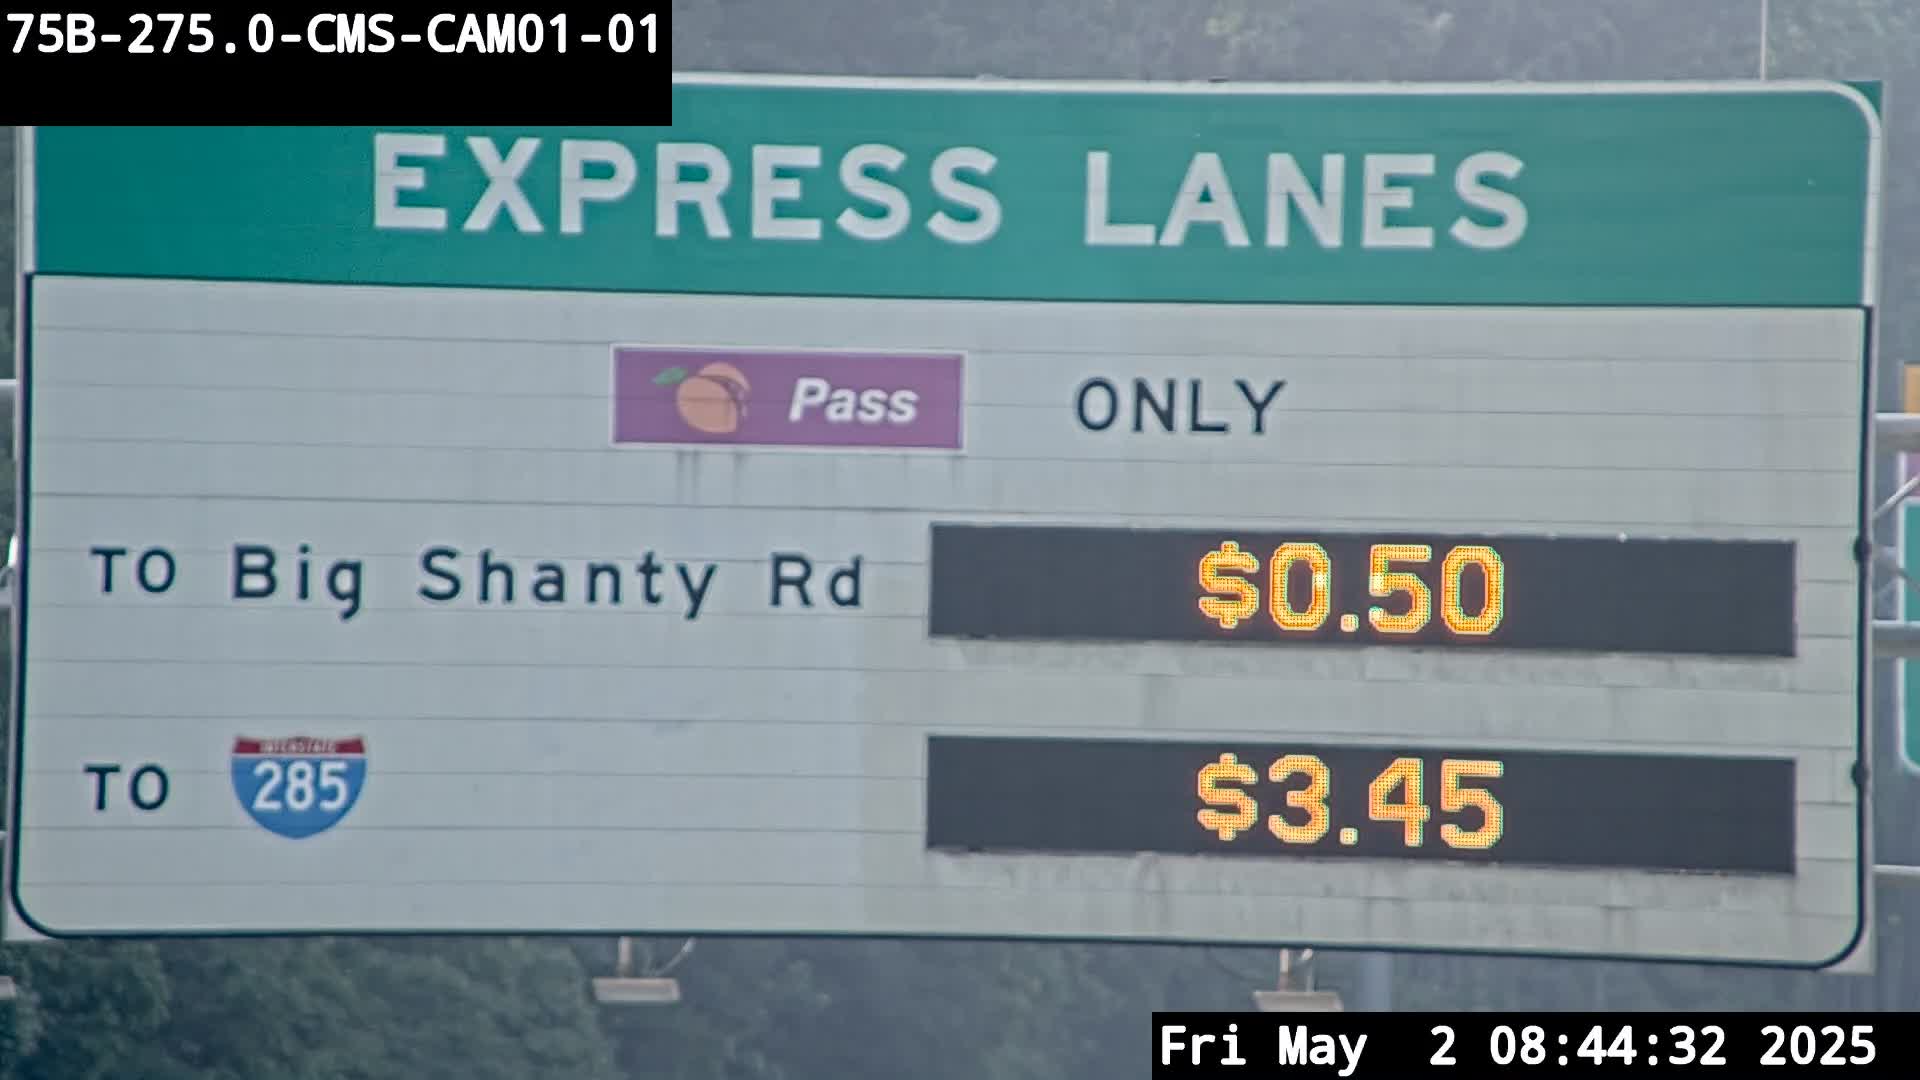 75B-275.0-CMS-CAM01-01
EXPRESS LANES
Pass ONLY
TO Big Shanty Rd $0.50
INTERSTATE
TO 285 $3.45
Fri May 2 08:44:32 2025